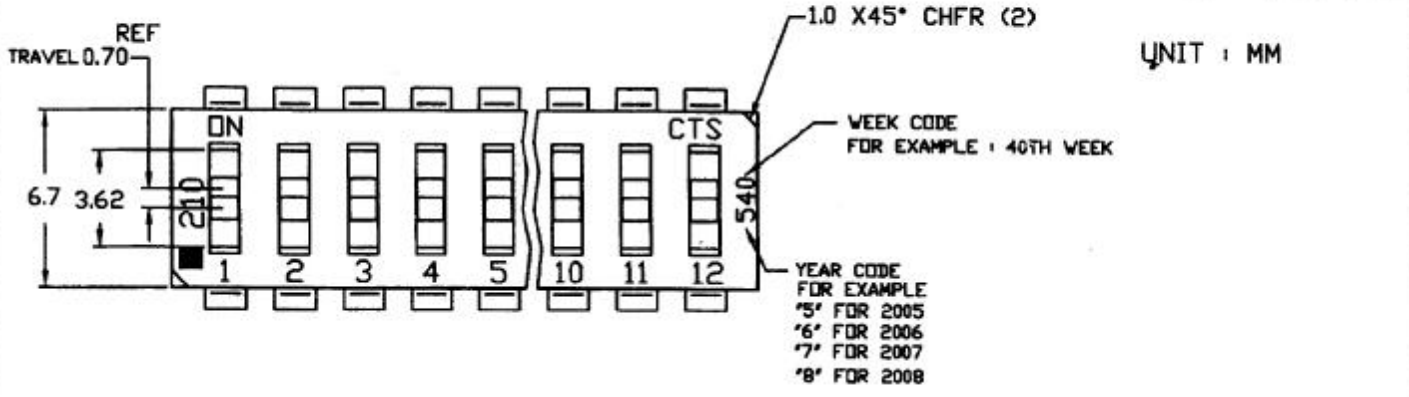 1.0 X45° CHFR (2)
REF
TRAVEL 0.70
UNIT : MM
ON
CTS
WEEK CODE
FOR EXAMPLE : 40TH WEEK
6.7
3.62
210
540
1 2 3 4 5 10 11 12
YEAR CODE
FOR EXAMPLE
"5" FOR 2005
"6" FOR 2006
"7" FOR 2007
"8" FOR 2008